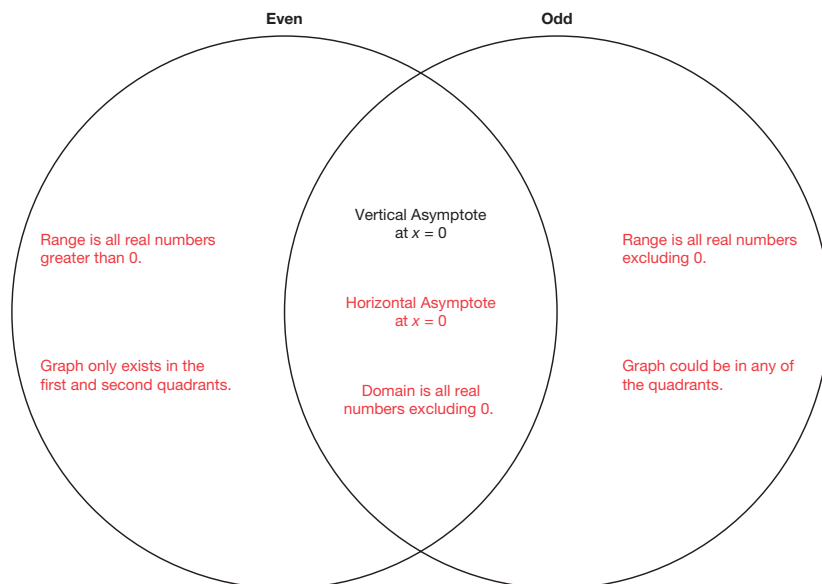 Even
Odd
Range is all real numbers
greater than 0.
Graph only exists in the
first and second quadrants.
Vertical Asymptote
at x = 0
Horizontal Asymptote
at x = 0
Domain is all real
numbers excluding 0.
Range is all real numbers
excluding 0.
Graph could be in any of
the quadrants.